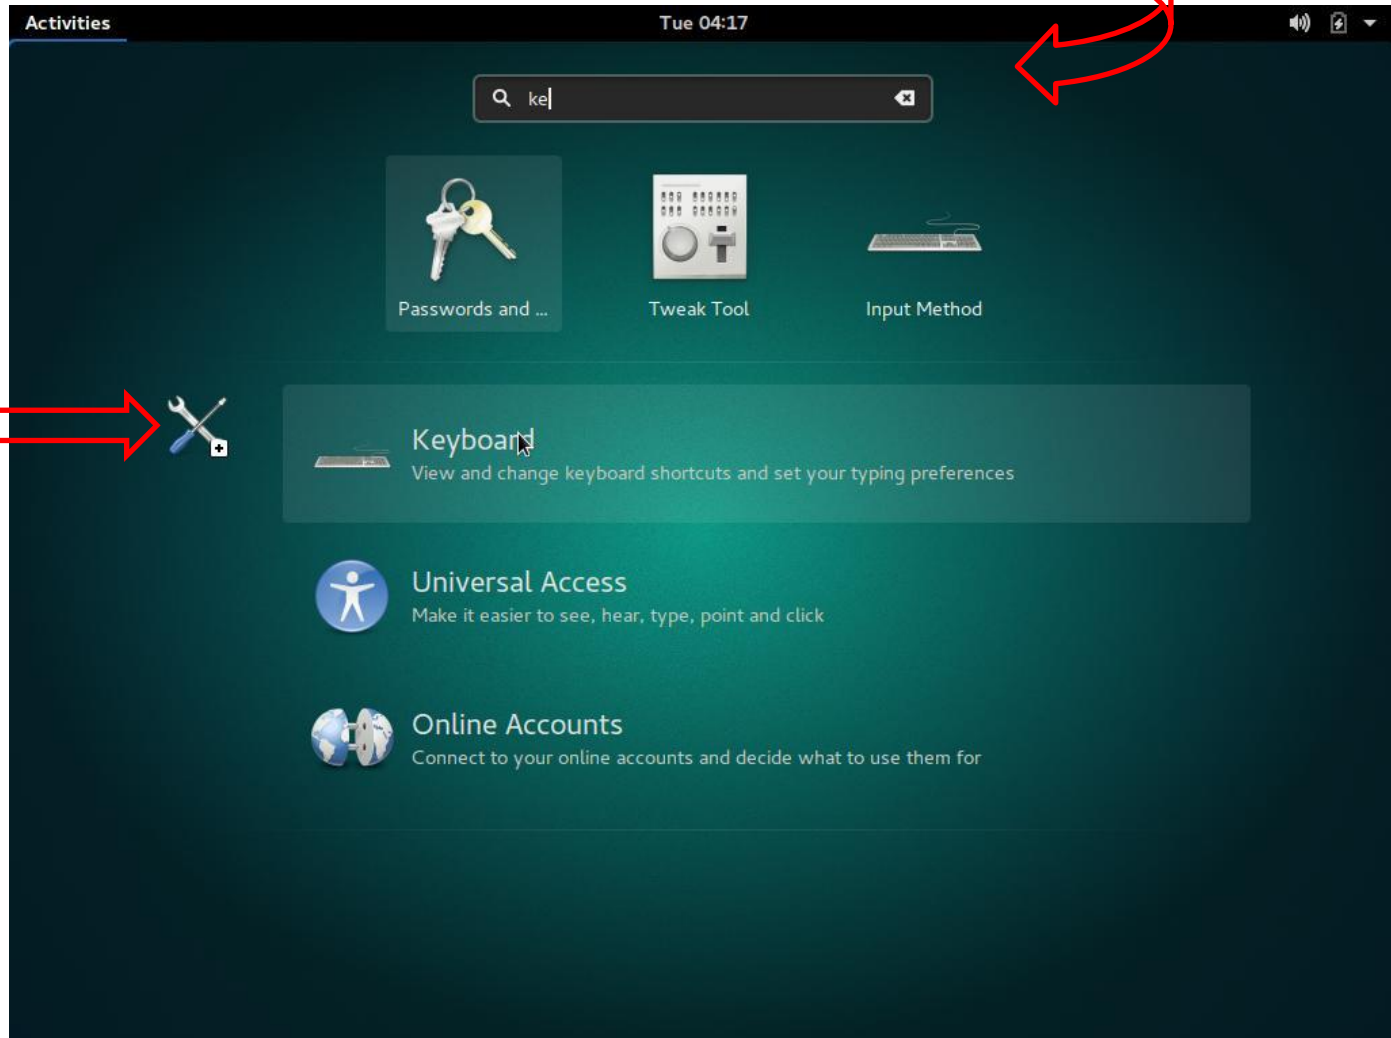 Activities
Tue 04:17
ke
Passwords and ...
Tweak Tool
Input Method
Keyboard
View and change keyboard shortcuts and set your typing preferences
Universal Access
Make it easier to see, hear, type, point and click
Online Accounts
Connect to your online accounts and decide what to use them for